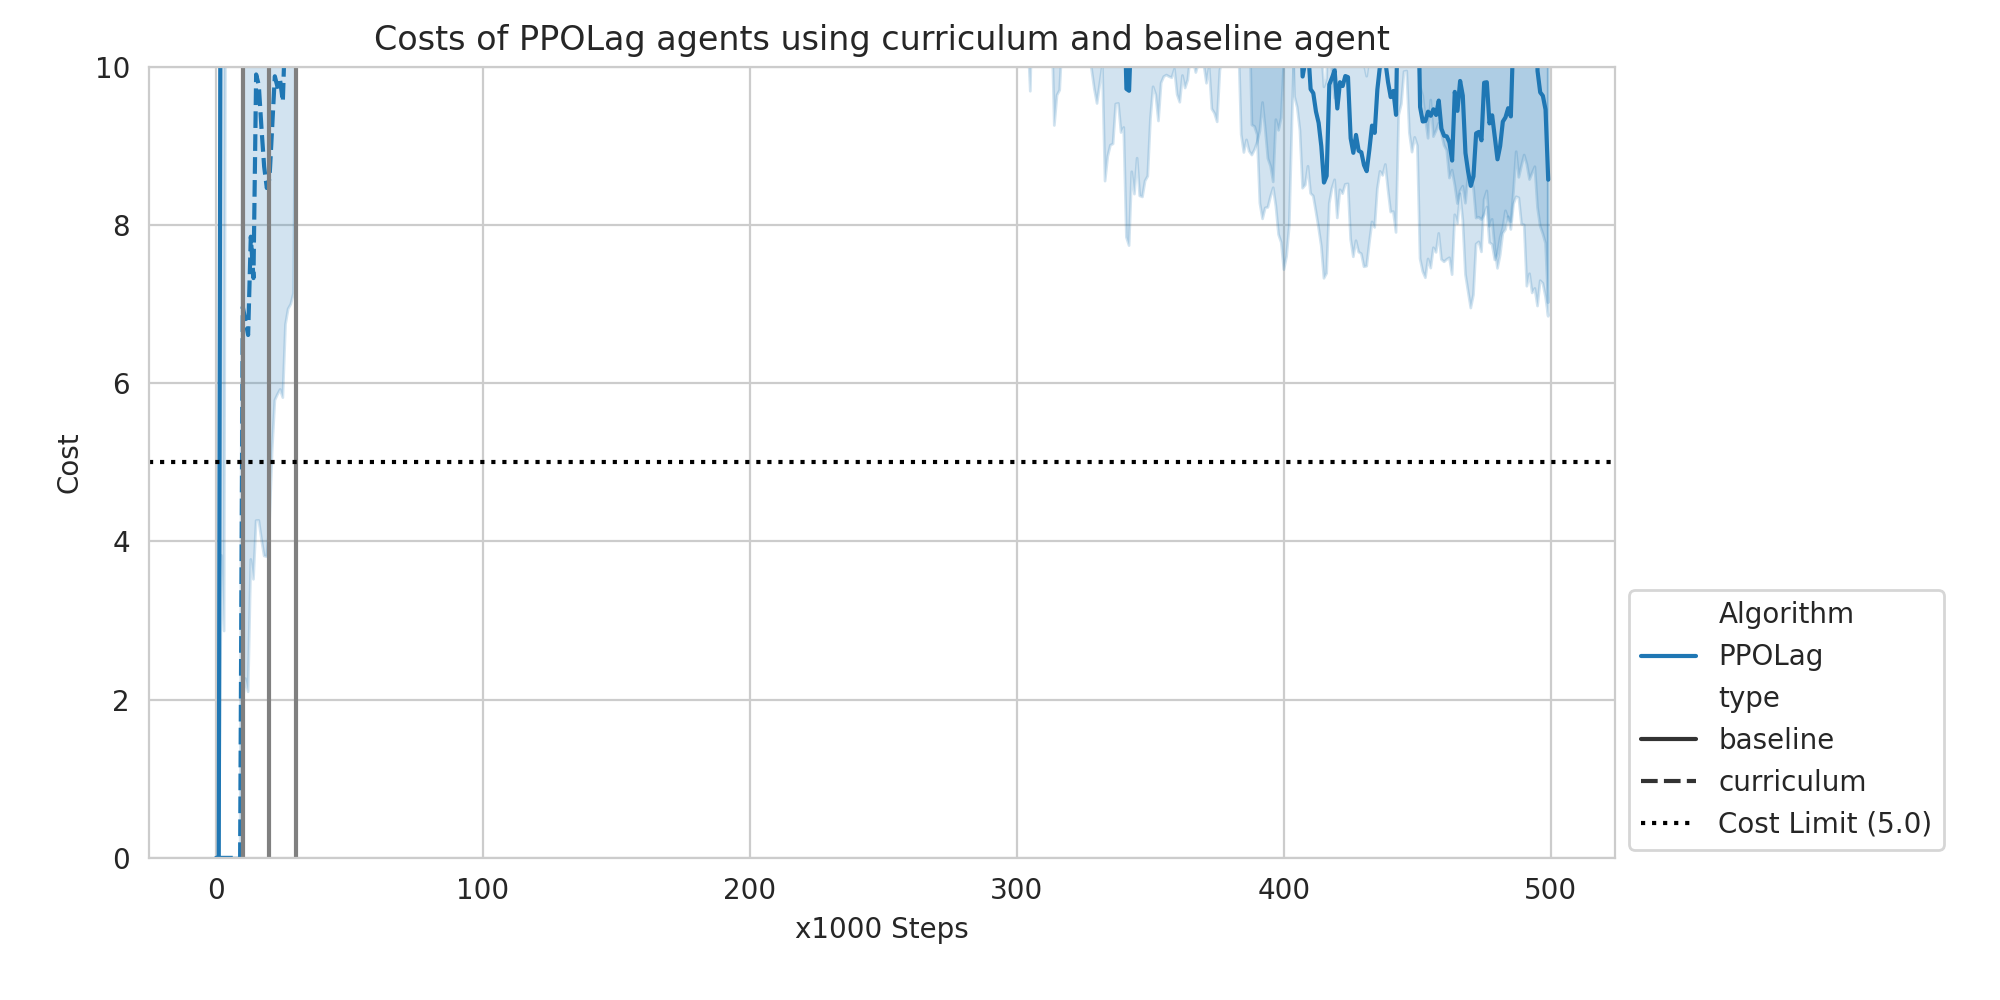 Costs of PPOLag agents using curriculum and baseline agent
10
8
6
4
2
0
Cost
0 100 200 300 400 500
x1000 Steps
Algorithm
PPOLag
type
baseline
curriculum
Cost Limit (5.0)